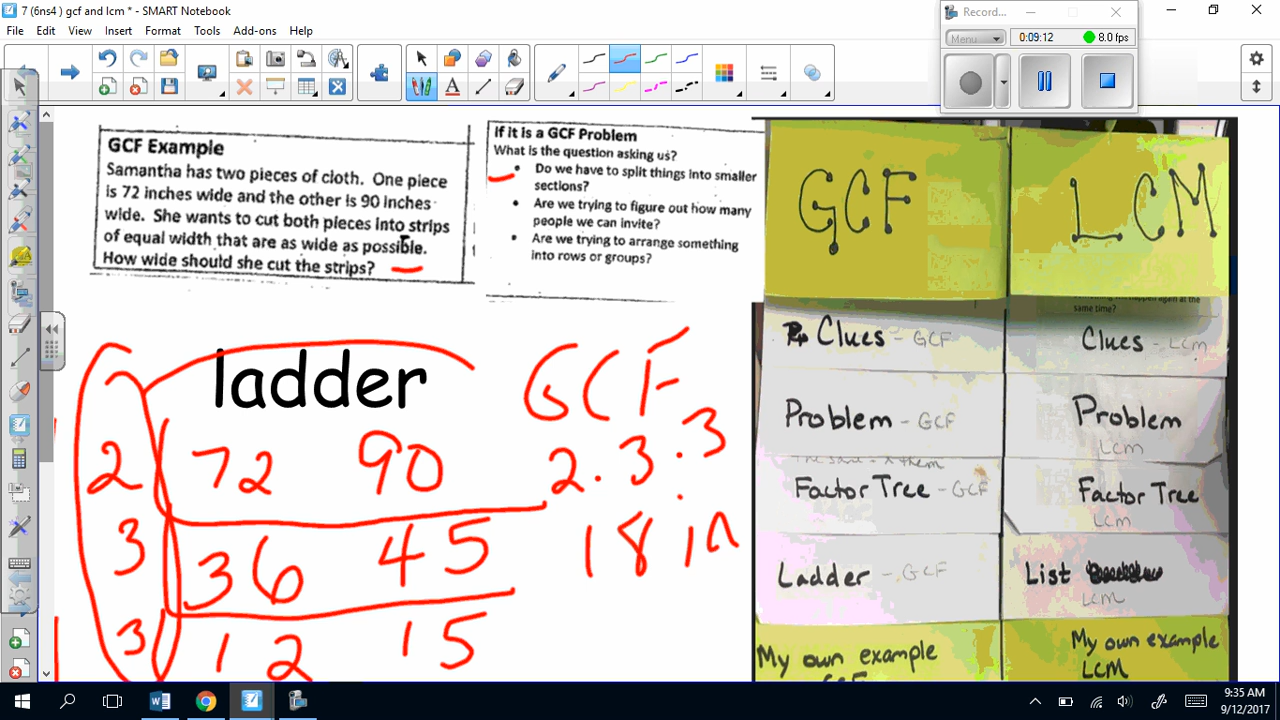 7 (6ns4 ) gcf and lcm * - SMART Notebook
File Edit View Insert Format Tools Add-ons Help
Record...
Menu
0:09:12
8.0 fps
GCF Example
Samantha has two pieces of cloth. One piece
is 72 inches wide and the other is 90 inches
wide. She wants to cut both pieces into strips
of equal width that are as wide as possible.
How wide should she cut the strips?
If it is a GCF Problem
What is the question asking us?
• Do we have to split things into smaller
sections?
• Are we trying to figure out how many
people we can invite?
• Are we trying to arrange something
into rows or groups?
ladder
GCF
2 72 90
2 . 3 . 3
3 36 45
18 in
3 12 15
GCF
LCM
happen again at the
same time?
Clues - GCF
Clues - LCM
Problem - GCF
Problem
LCM
the same - x them
Factor Tree - GCF
Factor Tree
LCM
Ladder - GCF
List
LCM
My own example
GCF
My own example
LCM
9:35 AM
9/12/2017